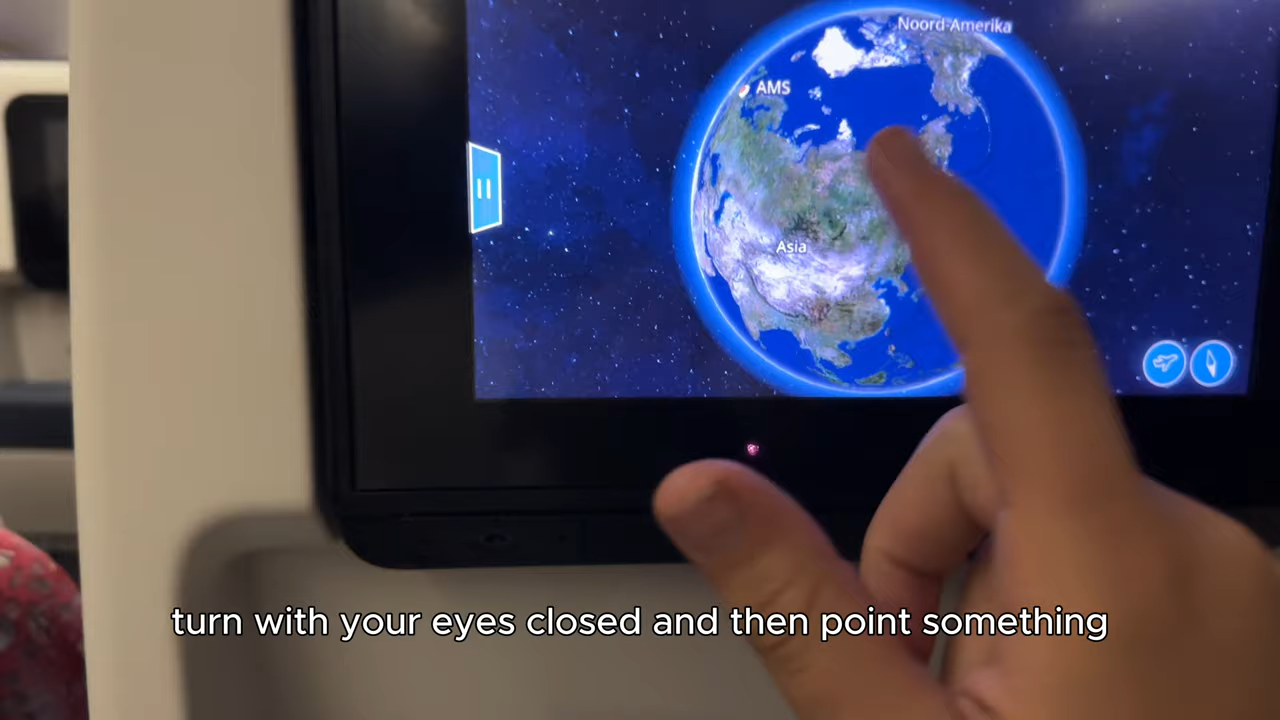 Noord-Amerika
AMS
Asia
turn with your eyes closed and then point something